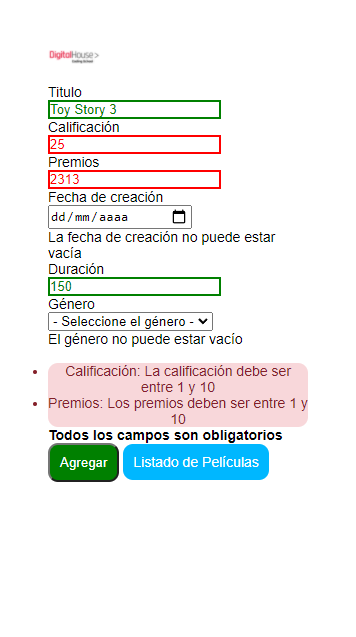 DigitalHouse>
Coding School
Titulo
Toy Story 3
Calificación
25
Premios
2313
Fecha de creación
dd/mm/aaaa
La fecha de creación no puede estar
vacía
Duración
150
Género
- Seleccione el género -
El género no puede estar vacío
Calificación: La calificación debe ser
entre 1 y 10
Premios: Los premios deben ser entre 1 y
10
Todos los campos son obligatorios
Agregar Listado de Películas